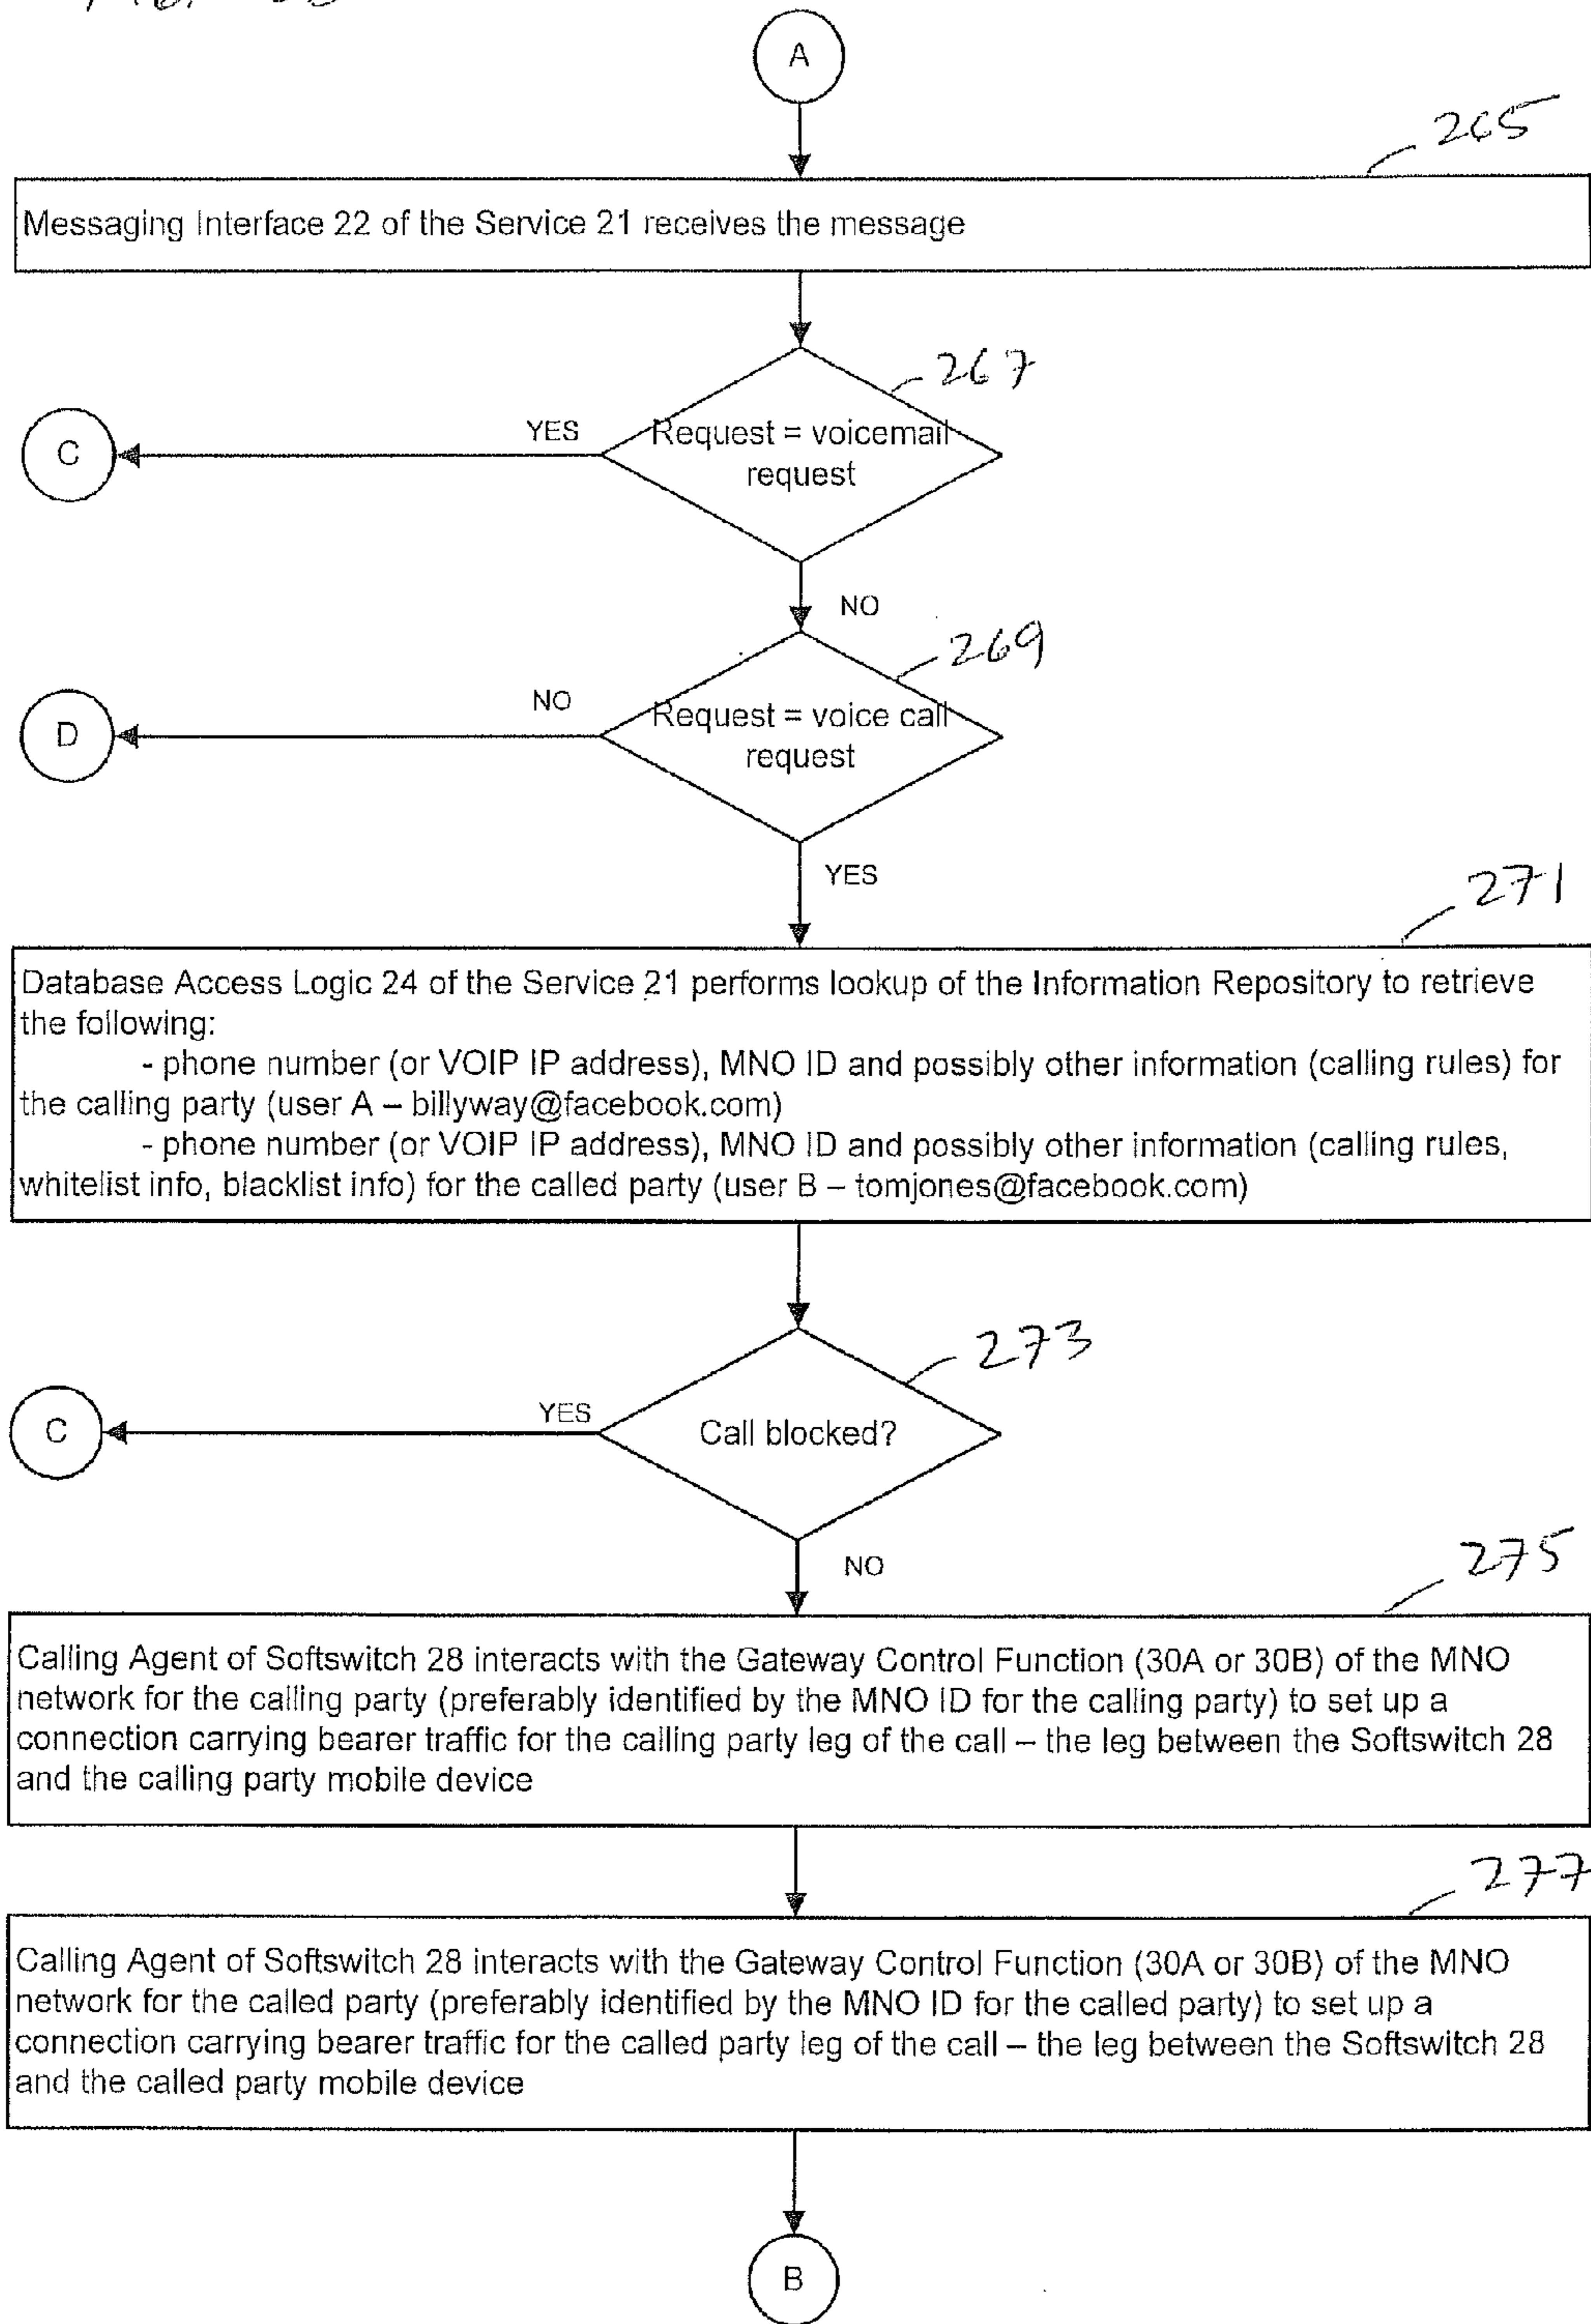 A
265
Messaging Interface 22 of the Service 21 receives the message
267
YES
Request = voicemail
request
C
NO
269
NO
Request = voice call
request
D
YES
271
Database Access Logic 24 of the Service 21 performs lookup of the Information Repository to retrieve
the following:
- phone number (or VOIP IP address), MNO ID and possibly other information (calling rules) for
the calling party (user A – billyway@facebook.com)
- phone number (or VOIP IP address), MNO ID and possibly other information (calling rules,
whitelist info, blacklist info) for the called party (user B – tomjones@facebook.com)
273
YES
C
Call blocked?
NO
275
Calling Agent of Softswitch 28 interacts with the Gateway Control Function (30A or 30B) of the MNO
network for the calling party (preferably identified by the MNO ID for the calling party) to set up a
connection carrying bearer traffic for the calling party leg of the call – the leg between the Softswitch 28
and the calling party mobile device
277
Calling Agent of Softswitch 28 interacts with the Gateway Control Function (30A or 30B) of the MNO
network for the called party (preferably identified by the MNO ID for the called party) to set up a
connection carrying bearer traffic for the called party leg of the call – the leg between the Softswitch 28
and the called party mobile device
B